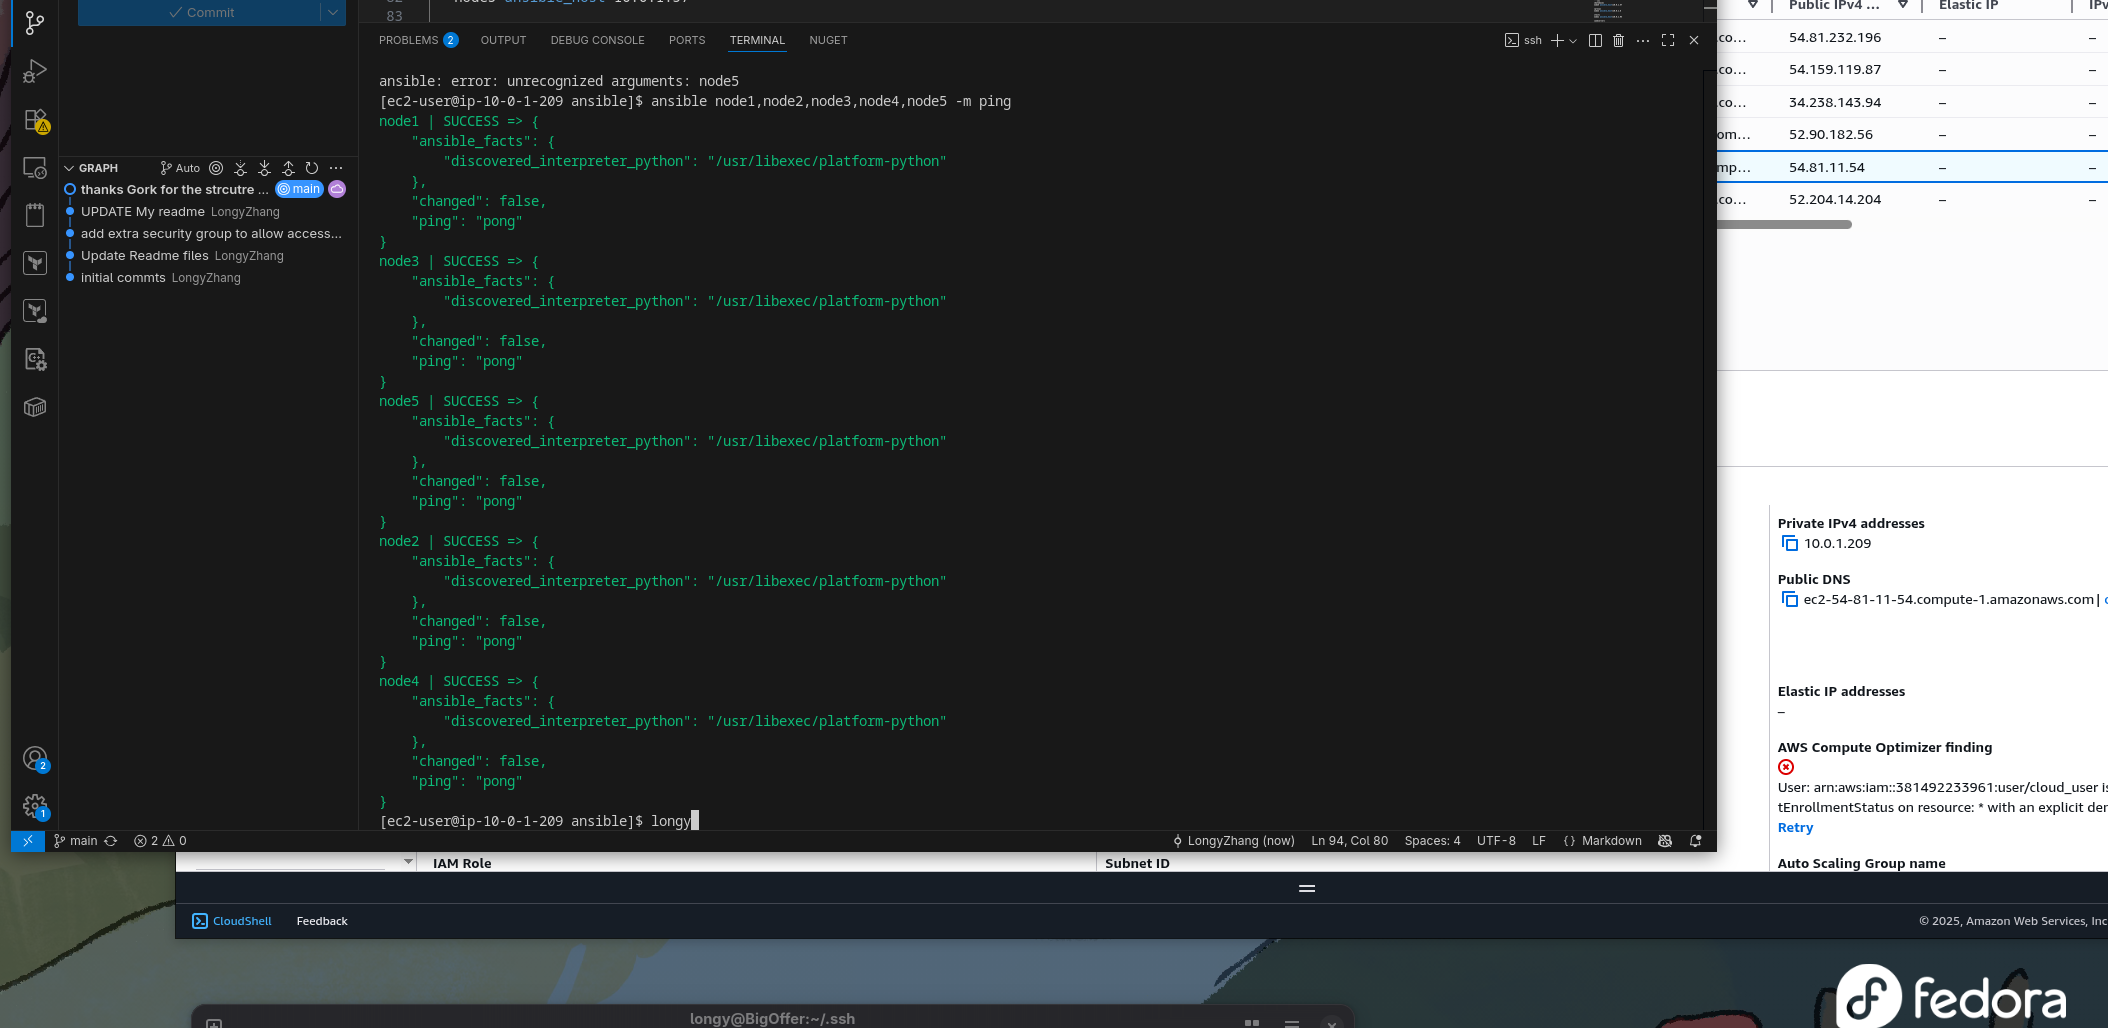 Commit
83
PROBLEMS 2 OUTPUT DEBUG CONSOLE PORTS TERMINAL NUGET
ssh
ansible: error: unrecognized arguments: node5
[ec2-user@ip-10-0-1-209 ansible]$ ansible node1,node2,node3,node4,node5 -m ping
node1 | SUCCESS => {
"ansible_facts": {
"discovered_interpreter_python": "/usr/libexec/platform-python"
},
"changed": false,
"ping": "pong"
}
node3 | SUCCESS => {
"ansible_facts": {
"discovered_interpreter_python": "/usr/libexec/platform-python"
},
"changed": false,
"ping": "pong"
}
node5 | SUCCESS => {
"ansible_facts": {
"discovered_interpreter_python": "/usr/libexec/platform-python"
},
"changed": false,
"ping": "pong"
}
node2 | SUCCESS => {
"ansible_facts": {
"discovered_interpreter_python": "/usr/libexec/platform-python"
},
"changed": false,
"ping": "pong"
}
node4 | SUCCESS => {
"ansible_facts": {
"discovered_interpreter_python": "/usr/libexec/platform-python"
},
"changed": false,
"ping": "pong"
}
[ec2-user@ip-10-0-1-209 ansible]$ longy
GRAPH Auto
thanks Gork for the strcutre ... main
UPDATE My readme LongyZhang
add extra security group to allow access...
Update Readme files LongyZhang
initial commts LongyZhang
2
1
main 2 0
LongyZhang (now) Ln 94, Col 80 Spaces: 4 UTF-8 LF {} Markdown
Public IPv4 ... Elastic IP IPv
.co... 54.81.232.196 – –
.co... 54.159.119.87 – –
.co... 34.238.143.94 – –
om... 52.90.182.56 – –
mp... 54.81.11.54 – –
.co... 52.204.14.204 – –
Private IPv4 addresses
10.0.1.209
Public DNS
ec2-54-81-11-54.compute-1.amazonaws.com |
Elastic IP addresses
–
AWS Compute Optimizer finding
User: arn:aws:iam::381492233961:user/cloud_user is
tEnrollmentStatus on resource: * with an explicit der
Retry
IAM Role Subnet ID Auto Scaling Group name
CloudShell Feedback © 2025, Amazon Web Services, Inc
longy@BigOffer:~/.ssh
fedora